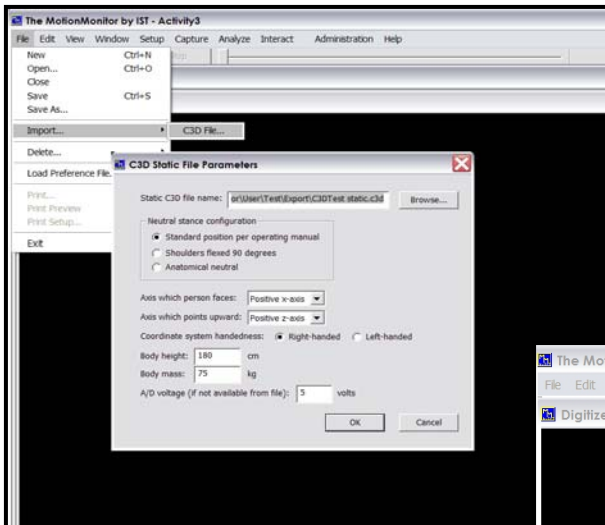 The MotionMonitor by IST - Activity3
File Edit View Window Setup Capture Analyze Interact Administration Help
New Ctrl+N
Open... Ctrl+O
Close
Save Ctrl+S
Save As...
Import...
C3D File...
Delete...
Load Preference File.
Print...
Print Preview
Print Setup...
Exit
C3D Static File Parameters
Static C3D file name: or\User\Test\Export\C3DTest static.c3d Browse...
Neutral stance configuration
Standard position per operating manual
Shoulders flexed 90 degrees
Anatomical neutral
Axis which person faces: Positive x-axis
Axis which points upward: Positive z-axis
Coordinate system handedness: Right-handed Left-handed
Body height: 180 cm
Body mass: 75 kg
A/D voltage (if not available from file): 5 volts
OK Cancel
The Mo
File Edit
Digitize